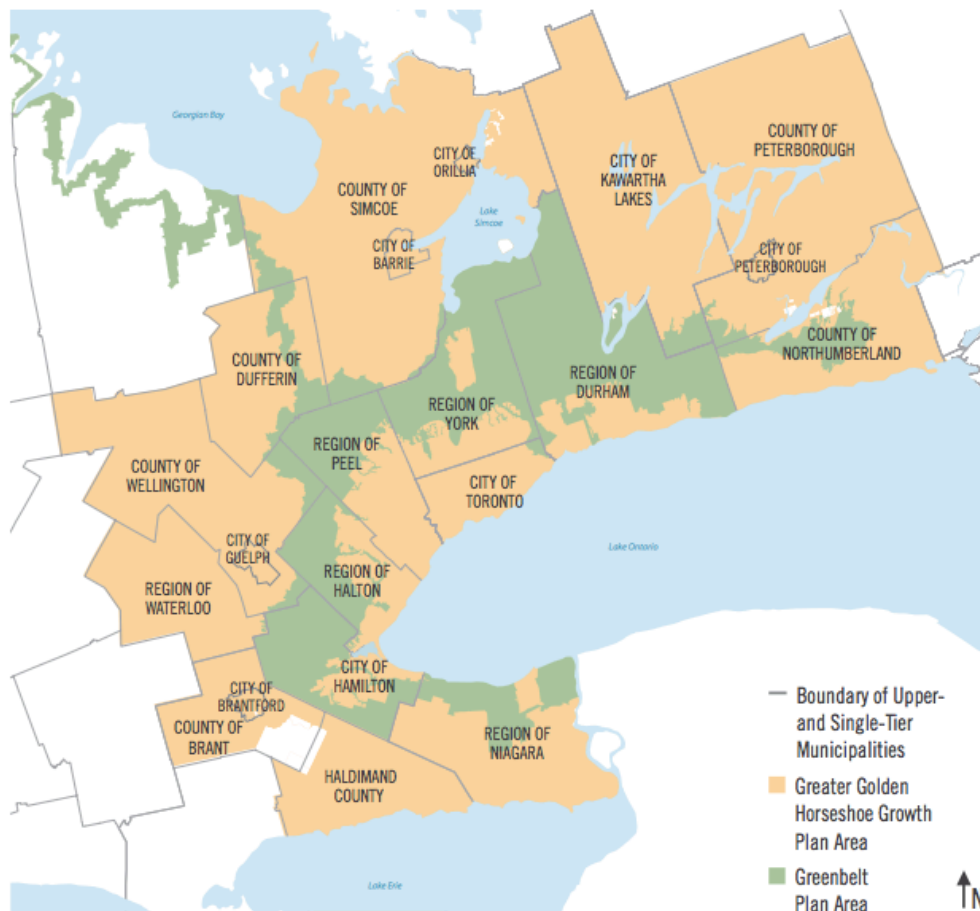 Georgian Bay
COUNTY OF
PETERBOROUGH
CITY OF
ORILLIA
CITY OF
KAWARTHA
LAKES
COUNTY OF
SIMCOE
Lake
Simcoe
CITY OF
BARRIE
CITY OF
PETERBOROUGH
COUNTY OF
NORTHUMBERLAND
COUNTY OF
DUFFERIN
REGION OF
DURHAM
REGION OF
YORK
REGION OF
PEEL
COUNTY OF
WELLINGTON
CITY OF
TORONTO
CITY OF
GUELPH
Lake Ontario
REGION OF
HALTON
REGION OF
WATERLOO
CITY OF
HAMILTON
CITY OF
BRANTFORD
COUNTY OF
BRANT
REGION OF
NIAGARA
HALDIMAND
COUNTY
Lake Erie
Boundary of Upper-
and Single-Tier
Municipalities
Greater Golden
Horseshoe Growth
Plan Area
Greenbelt
Plan Area
N